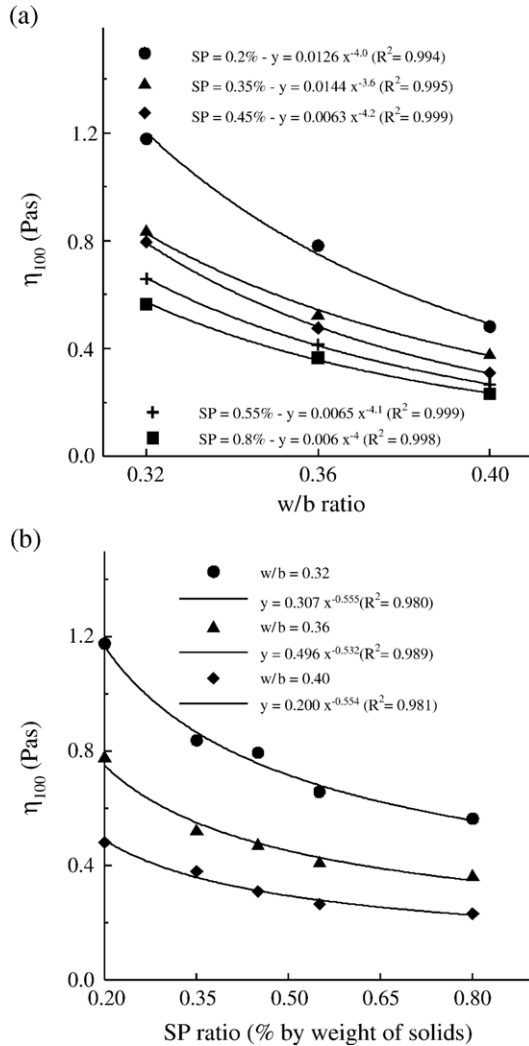 (a)
SP = 0.2% - y = 0.0126 x^-4.0 (R^2 = 0.994)
SP = 0.35% - y = 0.0144 x^-3.6 (R^2 = 0.995)
SP = 0.45% - y = 0.0063 x^-4.2 (R^2 = 0.999)
1.2
0.8
η100 (Pas)
0.4
SP = 0.55% - y = 0.0065 x^-4.1 (R^2 = 0.999)
SP = 0.8% - y = 0.006 x^-4 (R^2 = 0.998)
0.0
0.32 0.36 0.40
w/b ratio
(b)
w/b = 0.32
y = 0.307 x^-0.555 (R^2 = 0.980)
w/b = 0.36
y = 0.496 x^-0.532 (R^2 = 0.989)
w/b = 0.40
y = 0.200 x^-0.554 (R^2 = 0.981)
1.2
0.8
η100 (Pas)
0.4
0.0
0.20 0.35 0.50 0.65 0.80
SP ratio (% by weight of solids)